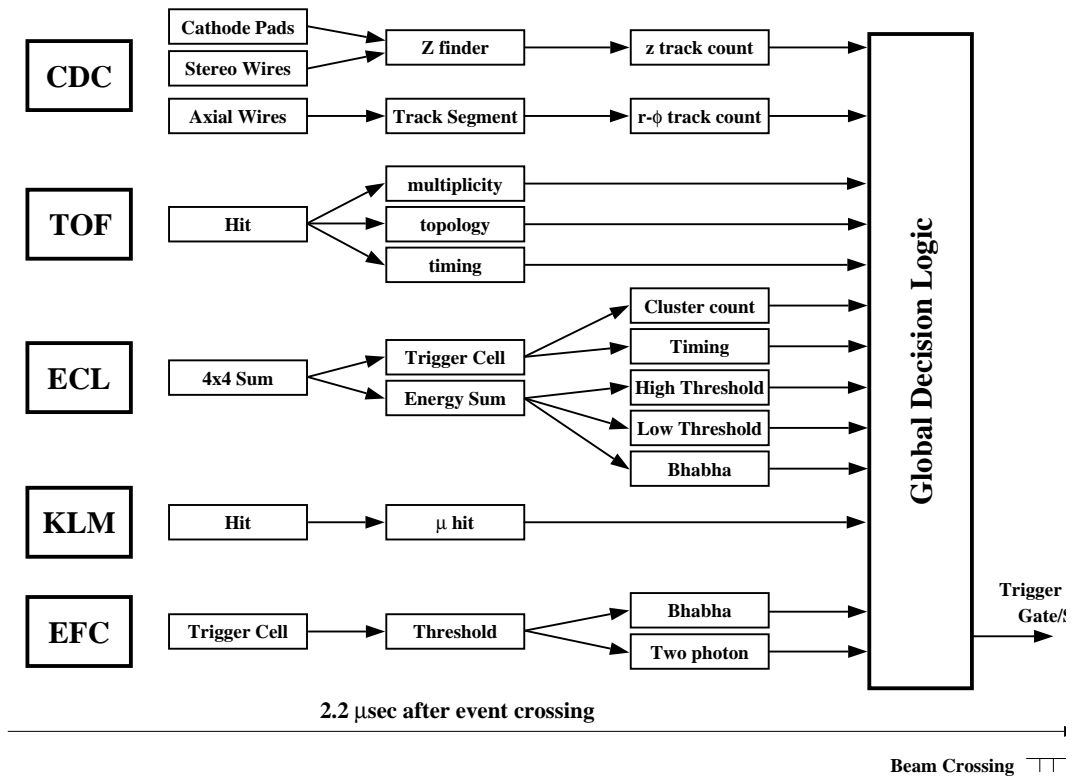 CDC
Cathode Pads
Stereo Wires
Z finder
z track count
Axial Wires
Track Segment
r-ϕ track count
TOF
Hit
multiplicity
topology
timing
ECL
4x4 Sum
Trigger Cell
Energy Sum
Cluster count
Timing
High Threshold
Low Threshold
Bhabha
KLM
Hit
μ hit
EFC
Trigger Cell
Threshold
Bhabha
Two photon
Global Decision Logic
Trigger
Gate/S
2.2 μsec after event crossing
Beam Crossing